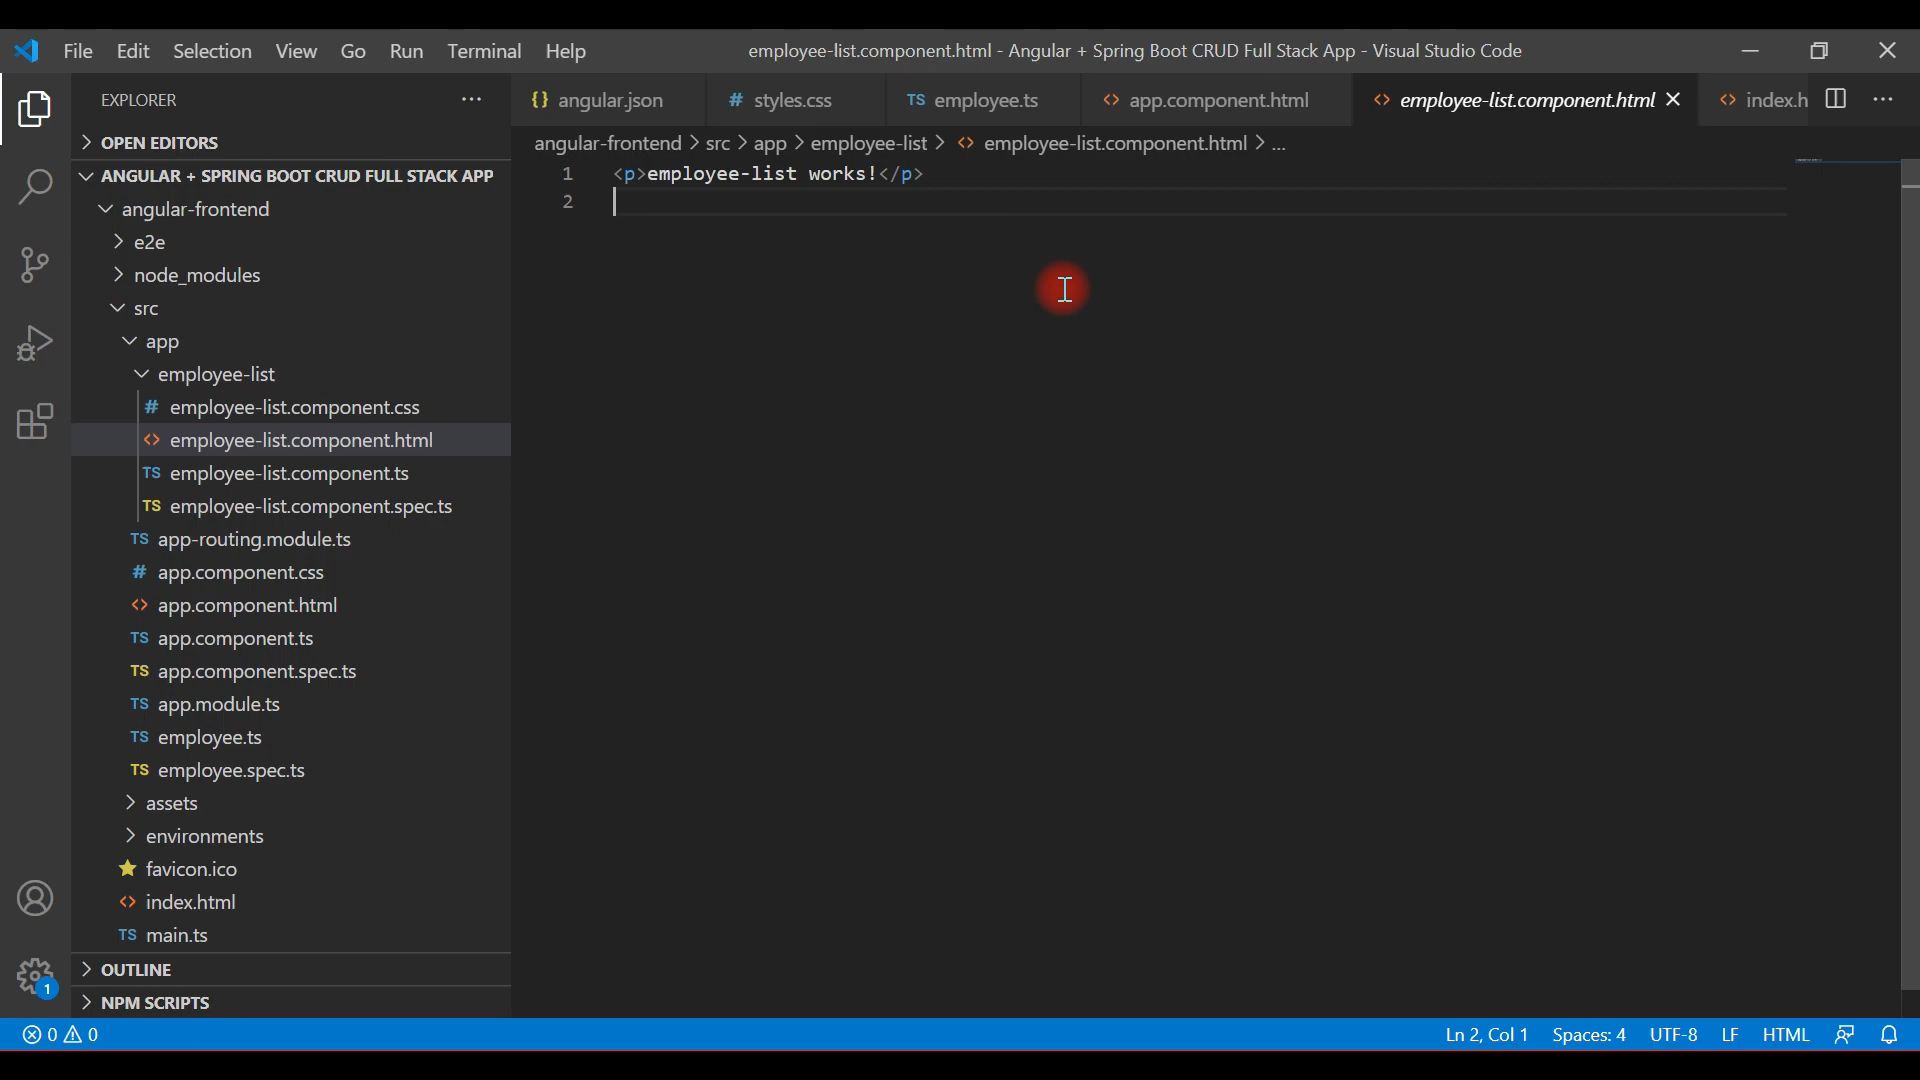 File Edit Selection View Go Run Terminal Help
employee-list.component.html - Angular + Spring Boot CRUD Full Stack App - Visual Studio Code
EXPLORER
{} angular.json
# styles.css
TS employee.ts
<> app.component.html
<> employee-list.component.html
<> index.h
OPEN EDITORS
ANGULAR + SPRING BOOT CRUD FULL STACK APP
angular-frontend
e2e
node_modules
src
app
employee-list
# employee-list.component.css
<> employee-list.component.html
TS employee-list.component.ts
TS employee-list.component.spec.ts
TS app-routing.module.ts
# app.component.css
<> app.component.html
TS app.component.ts
TS app.component.spec.ts
TS app.module.ts
TS employee.ts
TS employee.spec.ts
assets
environments
favicon.ico
<> index.html
TS main.ts
OUTLINE
NPM SCRIPTS
1
angular-frontend > src > app > employee-list > <> employee-list.component.html > ...
1 <p>employee-list works!</p>
2
0 0
Ln 2, Col 1 Spaces: 4 UTF-8 LF HTML